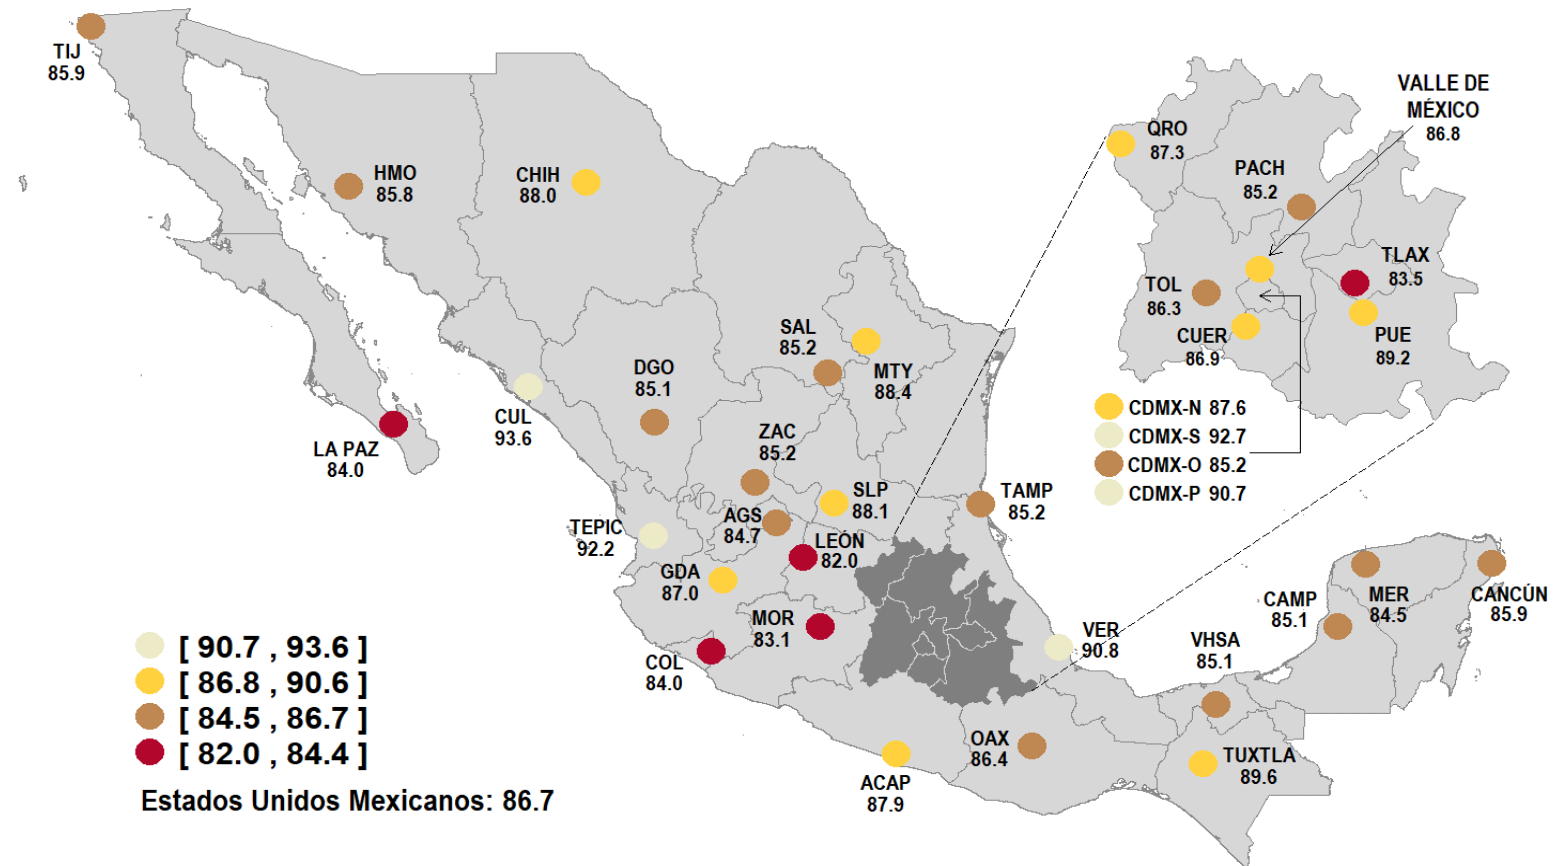 TIJ
85.9
HMO
85.8
CHIH
88.0
VALLE DE
MÉXICO
86.8
QRO
87.3
PACH
85.2
TLAX
83.5
TOL
86.3
CUER
86.9
PUE
89.2
CDMX-N 87.6
CDMX-S 92.7
CDMX-O 85.2
CDMX-P 90.7
SAL
85.2
MTY
88.4
DGO
85.1
CUL
93.6
LA PAZ
84.0
ZAC
85.2
SLP
88.1
TAMP
85.2
AGS
84.7
TEPIC
92.2
LEÓN
82.0
GDA
87.0
MOR
83.1
COL
84.0
VER
90.8
CAMP
85.1
MER
84.5
CANCÚN
85.9
VHSA
85.1
OAX
86.4
TUXTLA
89.6
ACAP
87.9
[ 90.7 , 93.6 ]
[ 86.8 , 90.6 ]
[ 84.5 , 86.7 ]
[ 82.0 , 84.4 ]
Estados Unidos Mexicanos: 86.7